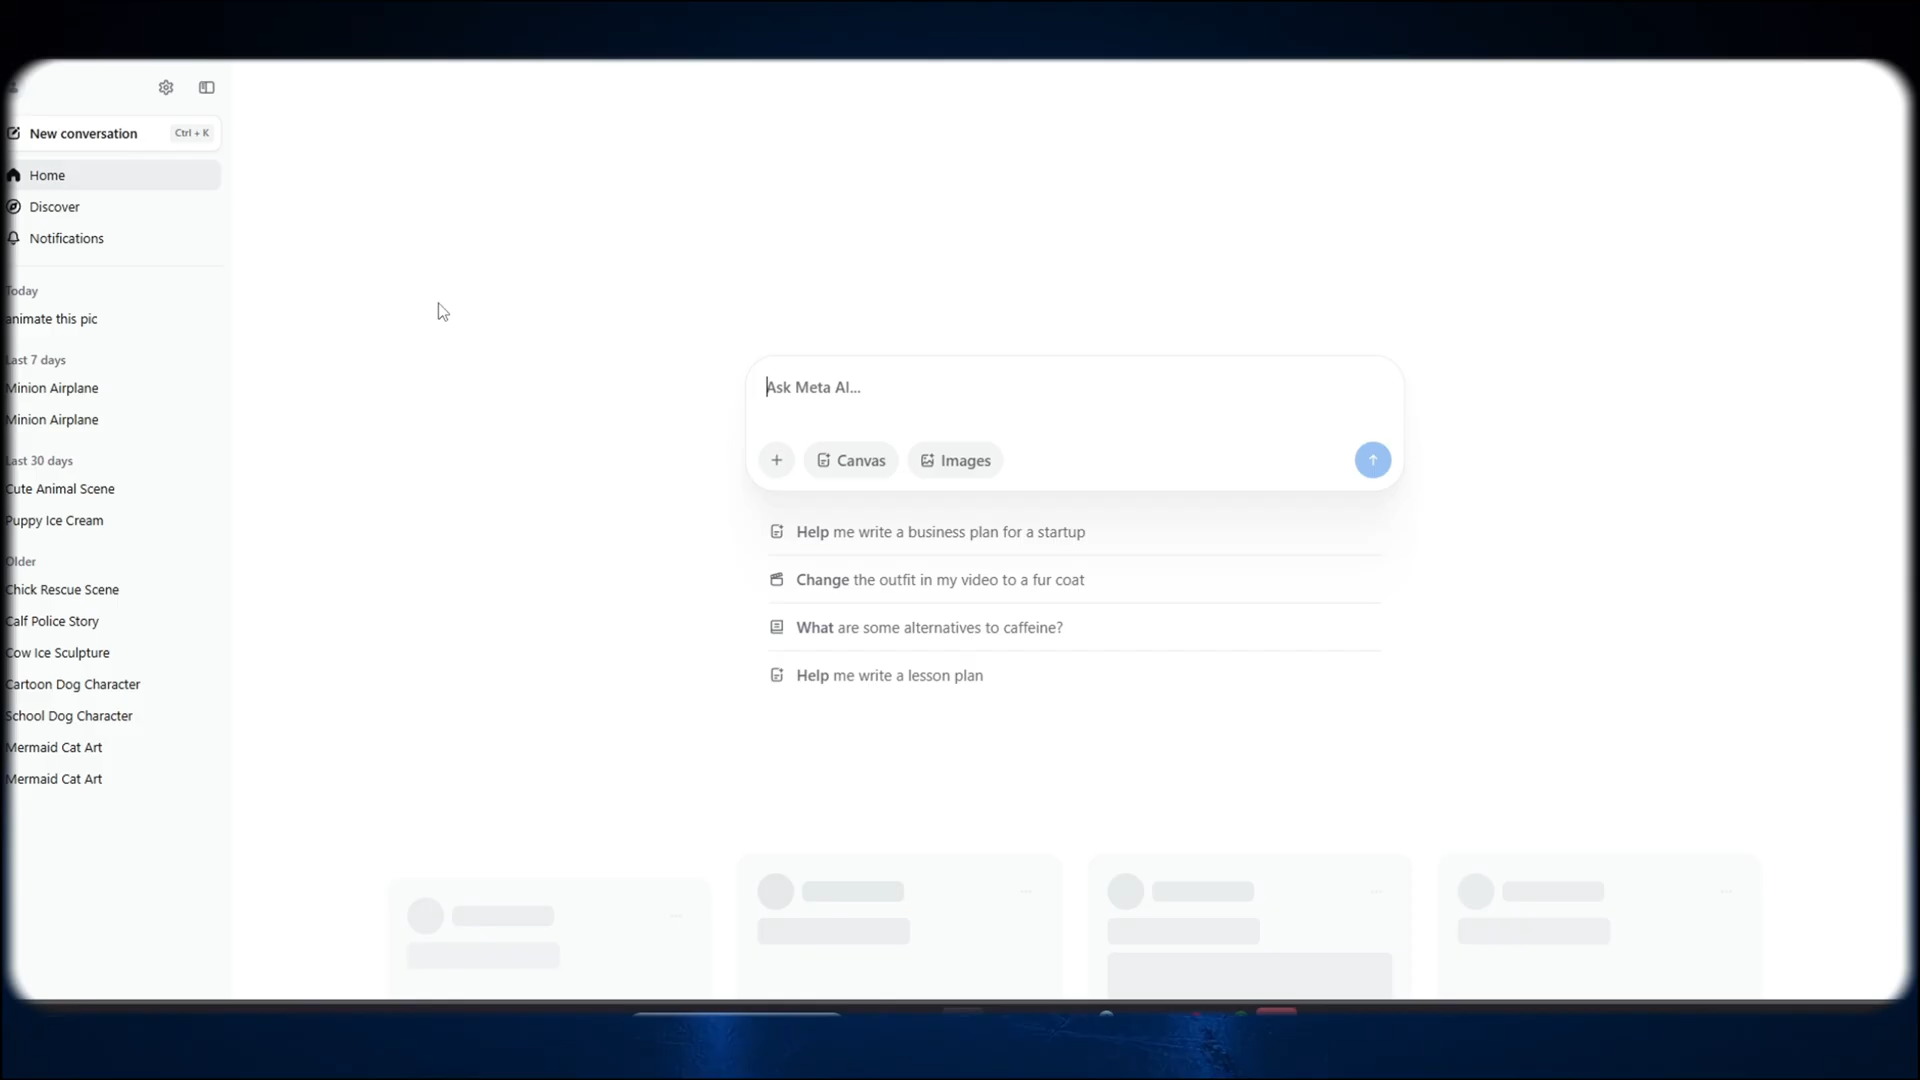 New conversation
Ctrl + K
Home
Discover
Notifications
Today
animate this pic
Last 7 days
Minion Airplane
Minion Airplane
Last 30 days
Cute Animal Scene
Puppy Ice Cream
Older
Chick Rescue Scene
Calf Police Story
Cow Ice Sculpture
Cartoon Dog Character
School Dog Character
Mermaid Cat Art
Mermaid Cat Art
Ask Meta AI...
Canvas
Images
Help me write a business plan for a startup
Change the outfit in my video to a fur coat
What are some alternatives to caffeine?
Help me write a lesson plan